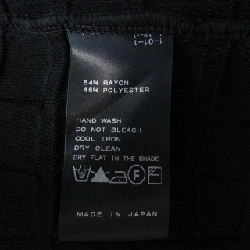 54% RAYON
46% POLYESTER
HAND WASH
DO NOT BLEACH
COOL IRON
DRY CLEAN
DRY FLAT IN THE SHADE
F
MADE IN JAPAN